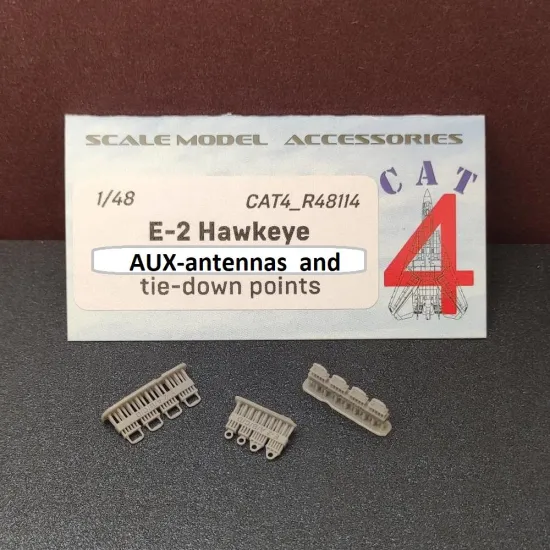 SCALE MODEL ACCESSORIES
1/48 CAT4_R48114
E-2 Hawkeye
AUX-antennas and
tie-down points
CAT
4